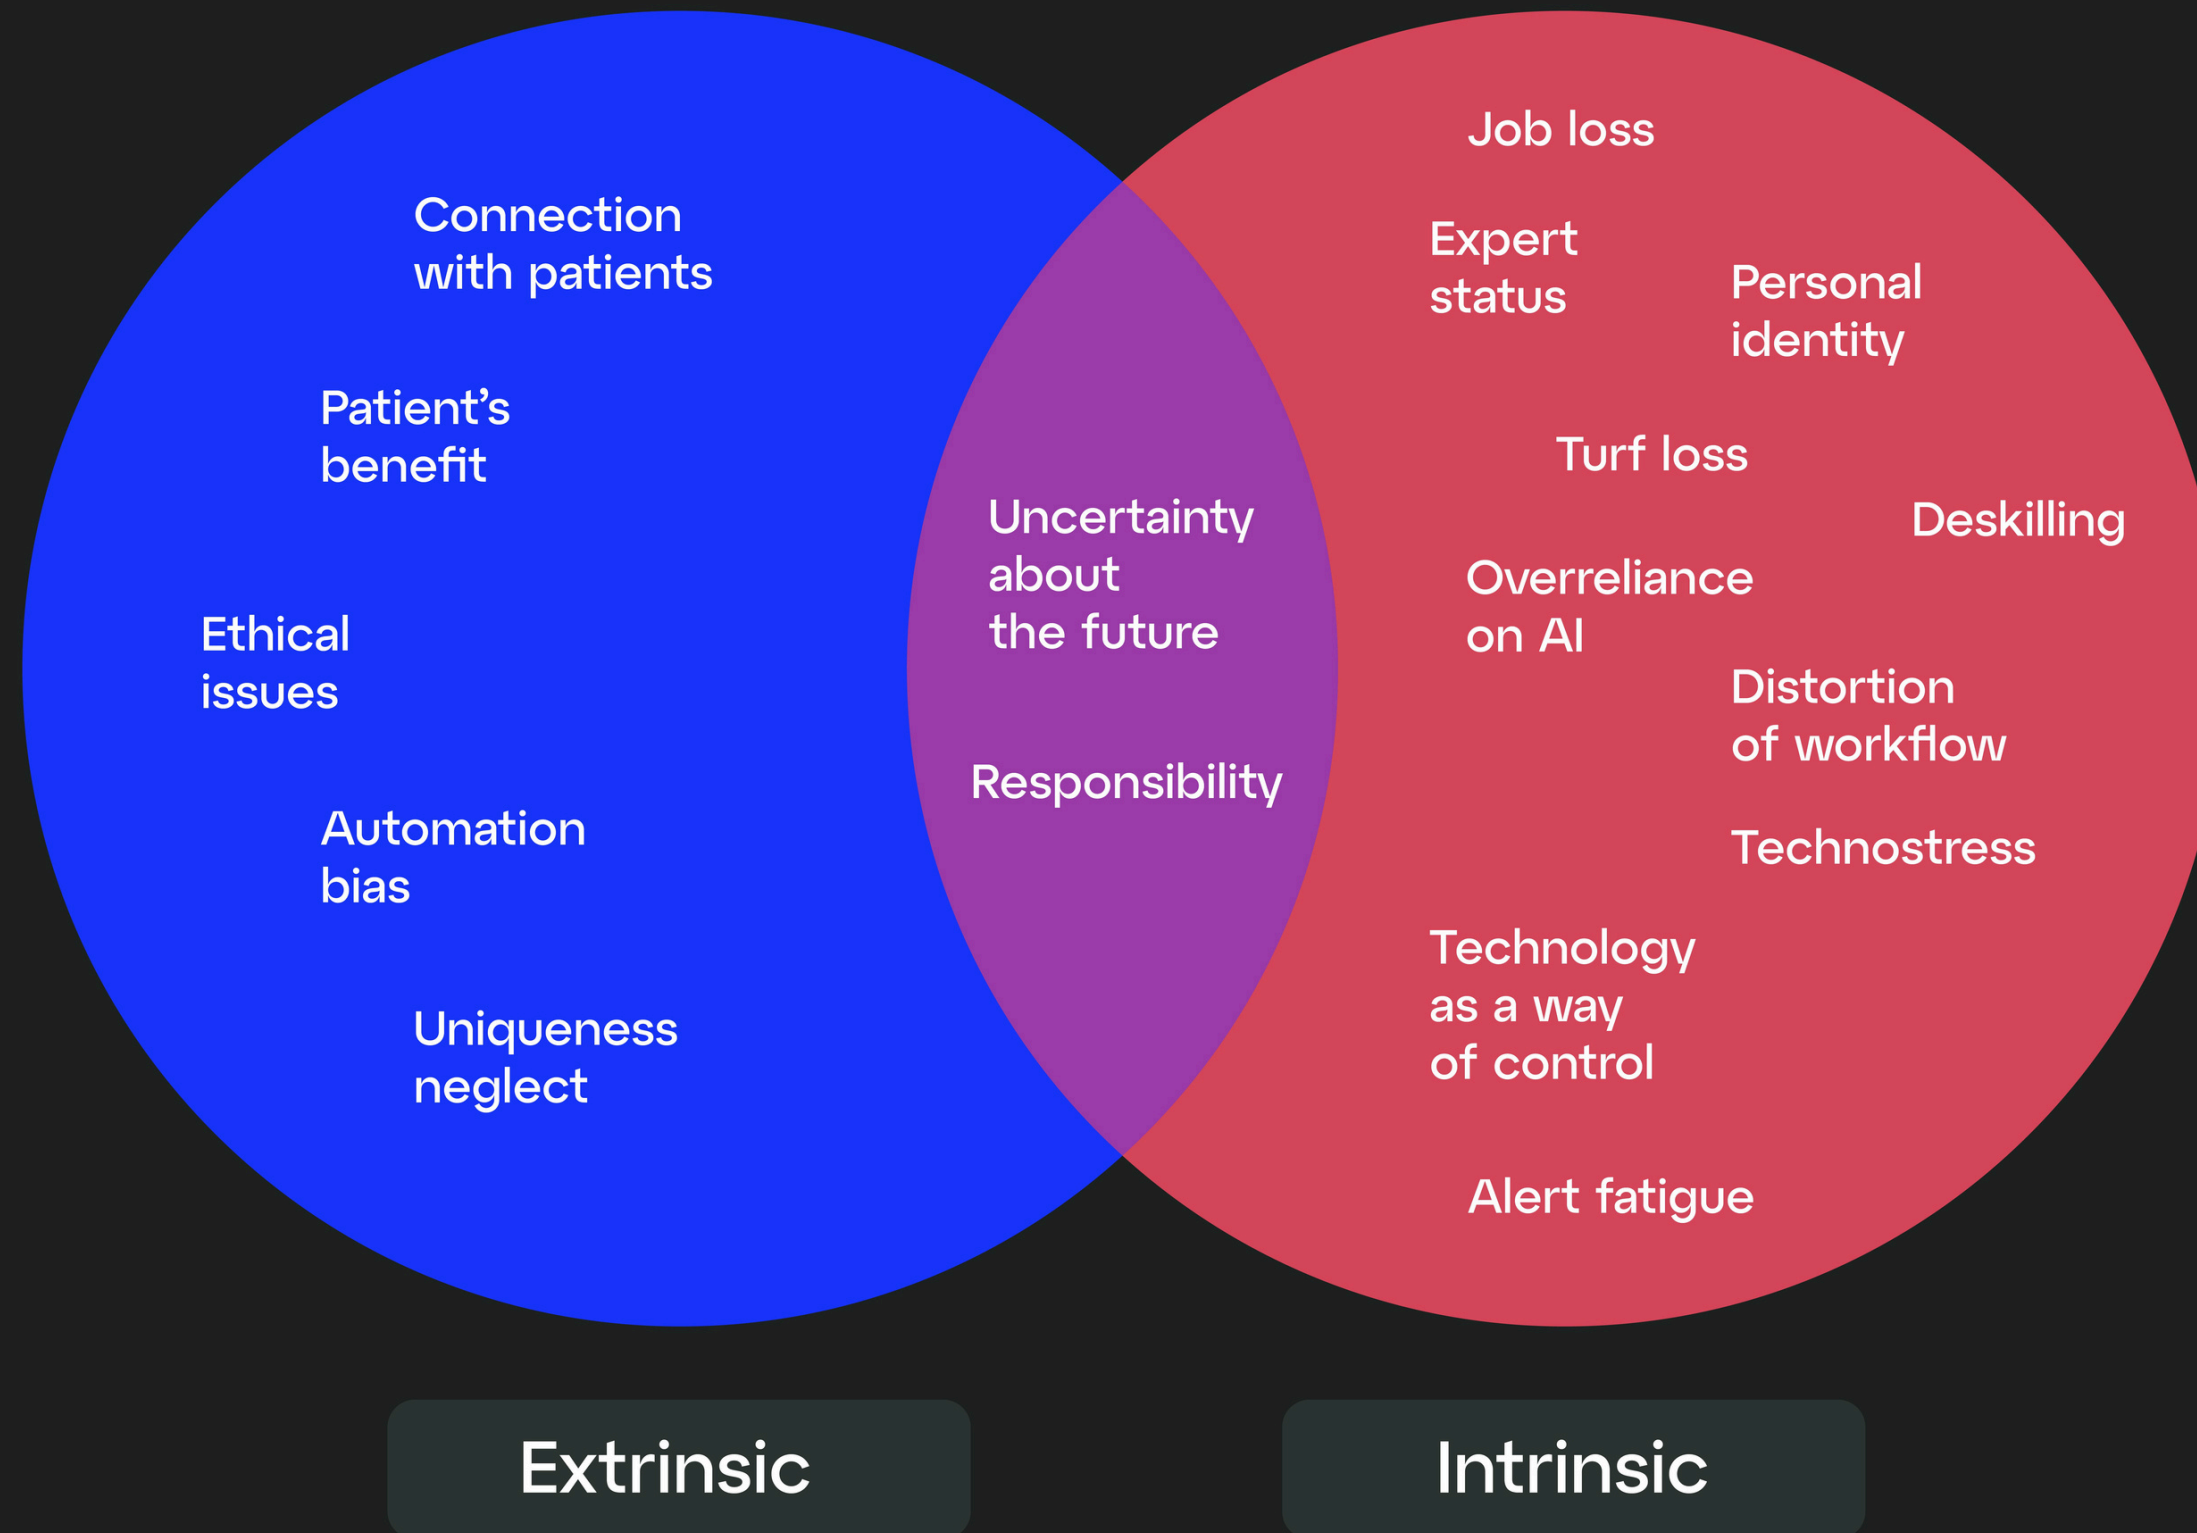 Connection
with patients
Patient’s
benefit
Ethical
issues
Automation
bias
Uniqueness
neglect
Uncertainty
about
the future
Responsibility
Job loss
Expert
status
Personal
identity
Turf loss
Deskilling
Overreliance
on AI
Distortion
of workflow
Technostress
Technology
as a way
of control
Alert fatigue
Extrinsic
Intrinsic